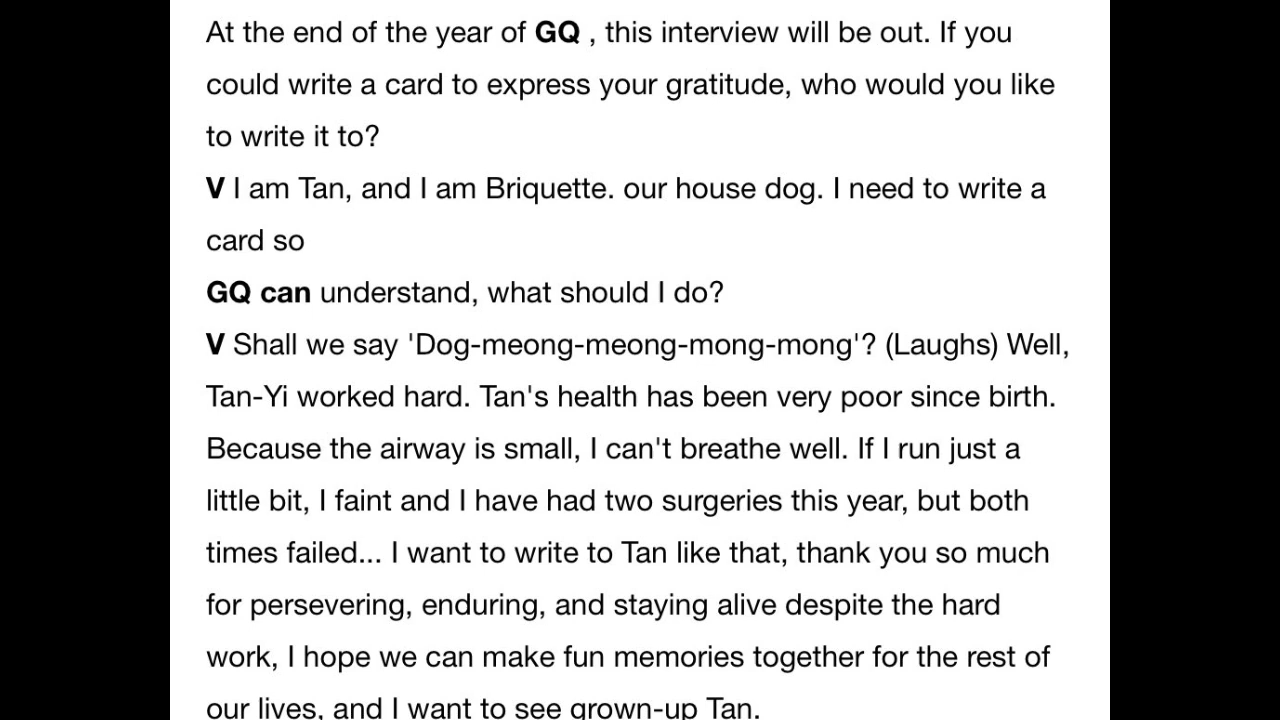 At the end of the year of GQ , this interview will be out. If you
could write a card to express your gratitude, who would you like
to write it to?
V I am Tan, and I am Briquette. our house dog. I need to write a
card so
GQ can understand, what should I do?
V Shall we say 'Dog-meong-meong-mong-mong'? (Laughs) Well,
Tan-Yi worked hard. Tan's health has been very poor since birth.
Because the airway is small, I can't breathe well. If I run just a
little bit, I faint and I have had two surgeries this year, but both
times failed... I want to write to Tan like that, thank you so much
for persevering, enduring, and staying alive despite the hard
work, I hope we can make fun memories together for the rest of
our lives, and I want to see grown-up Tan.